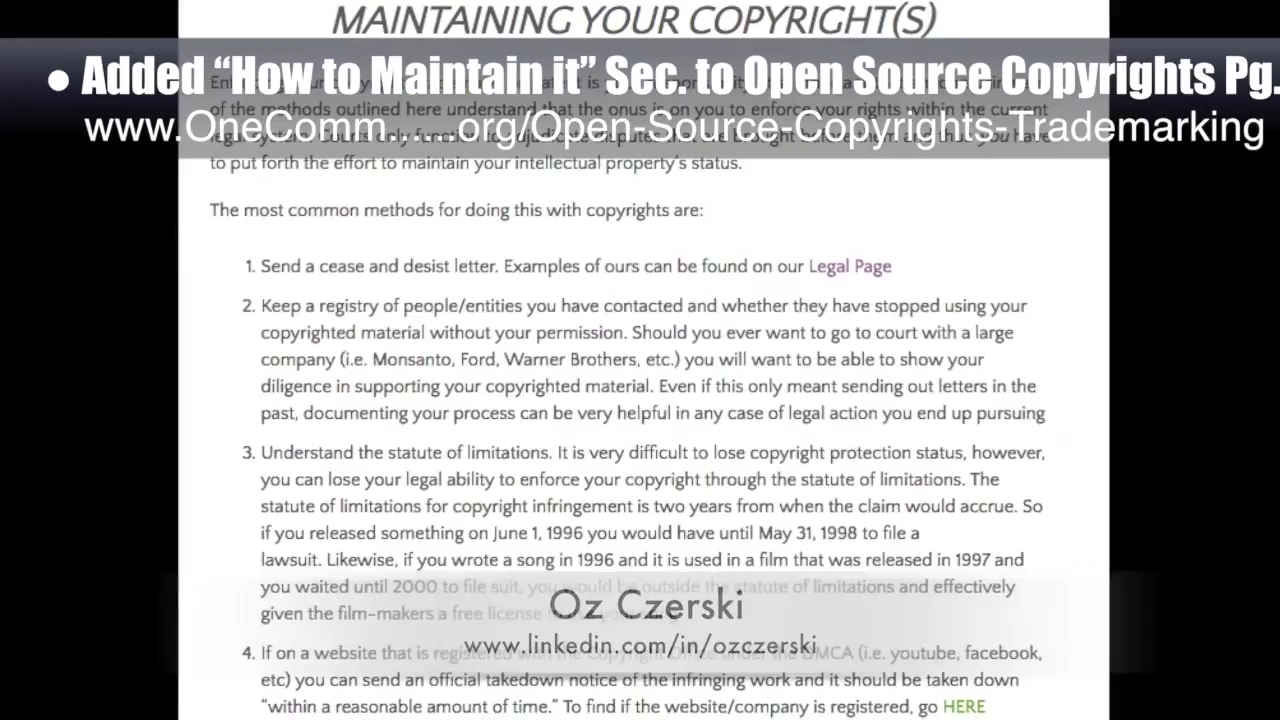 MAINTAINING YOUR COPYRIGHT(S)
● Added “How to Maintain it” Sec. to Open Source Copyrights Pg.
www.OneComm...org/Open-Source-Copyrights-Trademarking
of the methods outlined here understand that the onus is on you to enforce your rights within the current
to put forth the effort to maintain your intellectual property's status.
The most common methods for doing this with copyrights are:
1. Send a cease and desist letter. Examples of ours can be found on our Legal Page
2. Keep a registry of people/entities you have contacted and whether they have stopped using your
copyrighted material without your permission. Should you ever want to go to court with a large
company (i.e. Monsanto, Ford, Warner Brothers, etc.) you will want to be able to show your
diligence in supporting your copyrighted material. Even if this only meant sending out letters in the
past, documenting your process can be very helpful in any case of legal action you end up pursuing
3. Understand the statute of limitations. It is very difficult to lose copyright protection status, however,
you can lose your legal ability to enforce your copyright through the statute of limitations. The
statute of limitations for copyright infringement is two years from when the claim would accrue. So
if you released something on June 1, 1996 you would have until May 31, 1998 to file a
lawsuit. Likewise, if you wrote a song in 1996 and it is used in a film that was released in 1997 and
you waited until 2000 to file suit, you would be outside the statute of limitations and effectively
given the film-makers a free license
Oz Czerski
www.linkedin.com/in/ozczerski
4. If on a website that is registered with the Copyright Office under the DMCA (i.e. youtube, facebook,
etc) you can send an official takedown notice of the infringing work and it should be taken down
“within a reasonable amount of time.” To find if the website/company is registered, go HERE